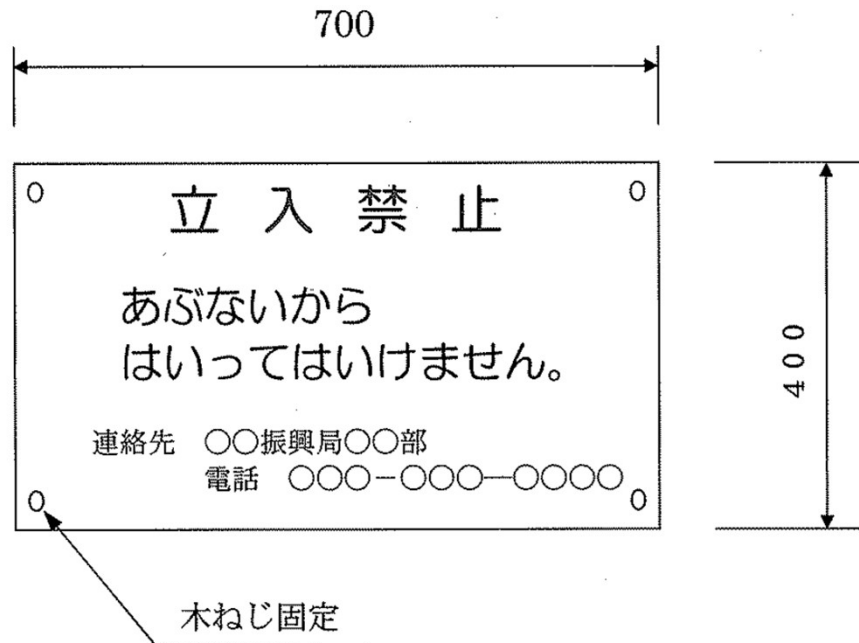 700
立入禁止
あぶないから
はいってはいけません。
連絡先 ○○振興局○○部
電話 ○○○－○○○―○○○○
400
木ねじ固定